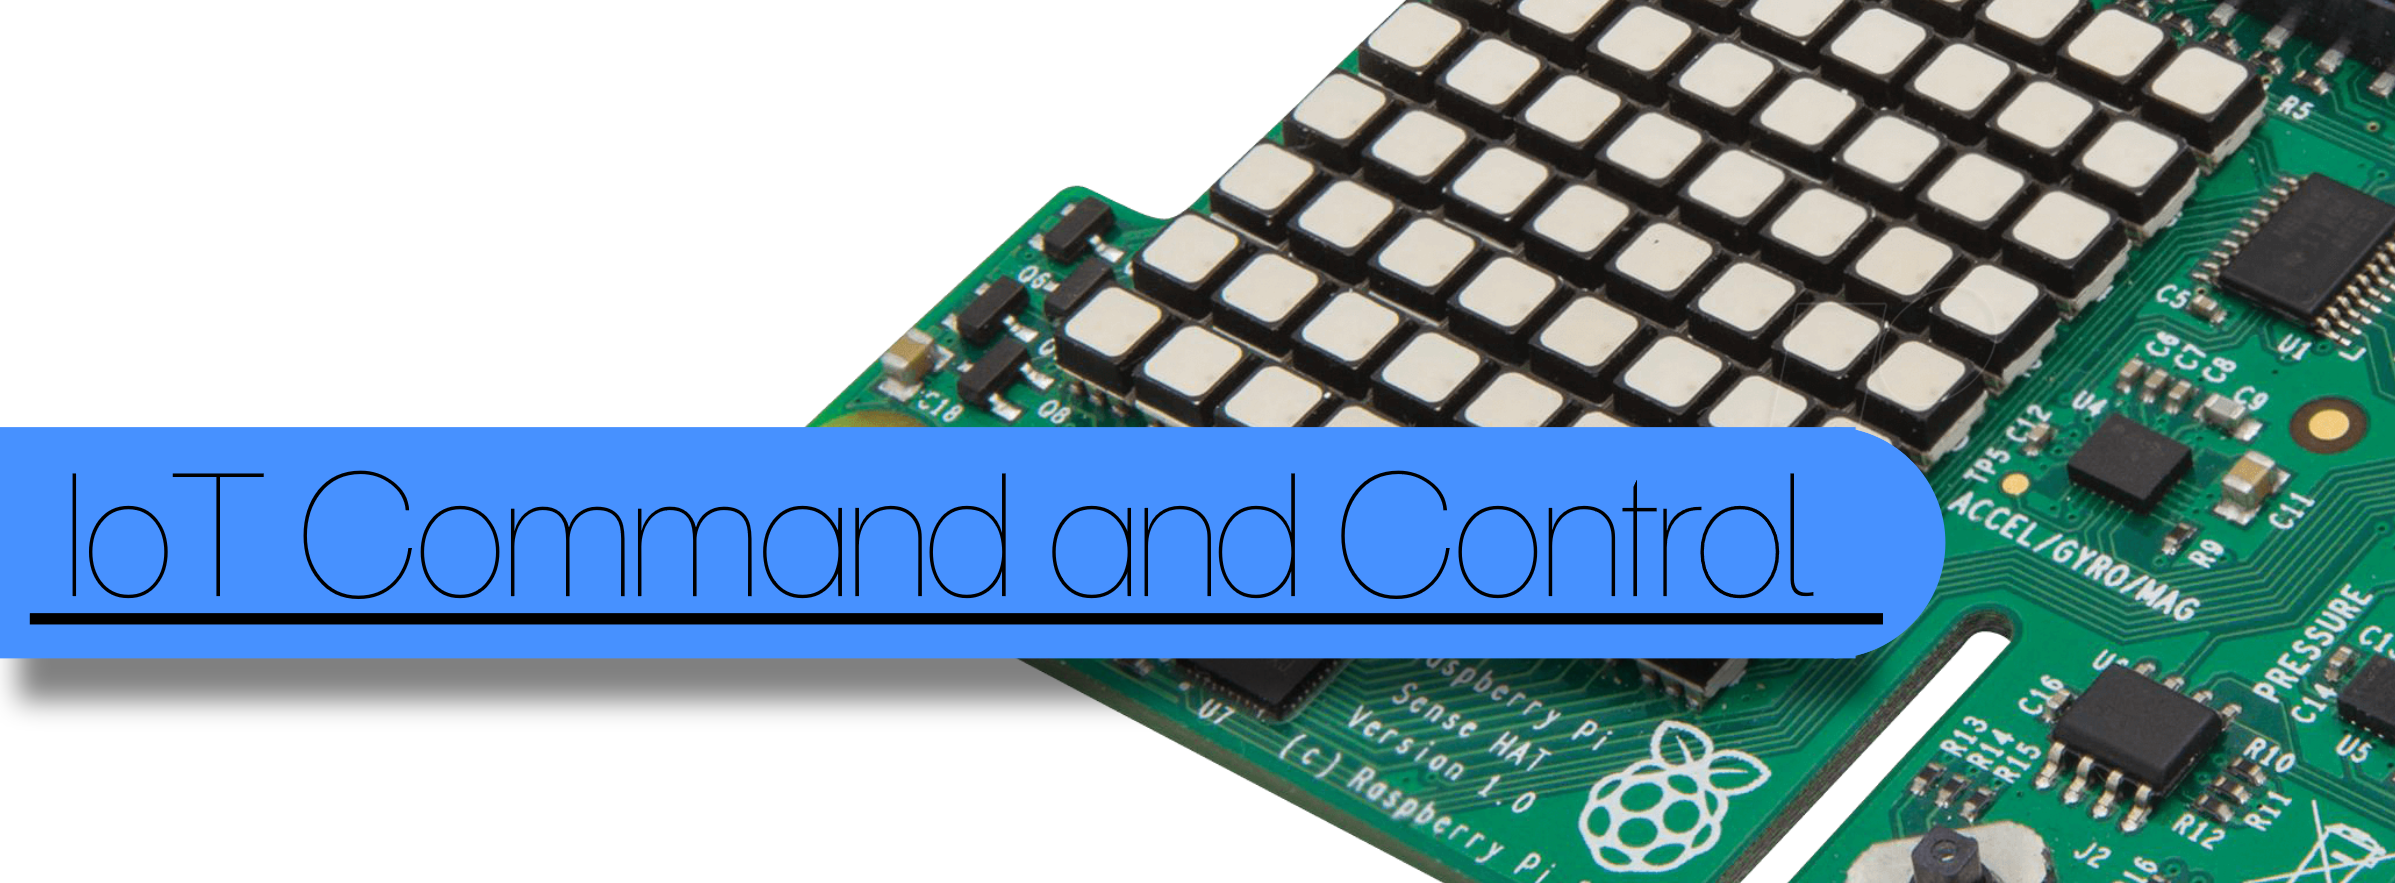 IoT Command and Control
R5
Q6
C5
U1
C6
C7
C8
C9
C18
Q8
U4
C12
TP5
C11
R9
ACCEL/GYRO/MAG
PRESSURE
C16
C14
U5
U7
R13
R14
R15
R10
R11
R12
J2
Pi
Sense HAT
Version 1.0
(c) Raspberry Pi